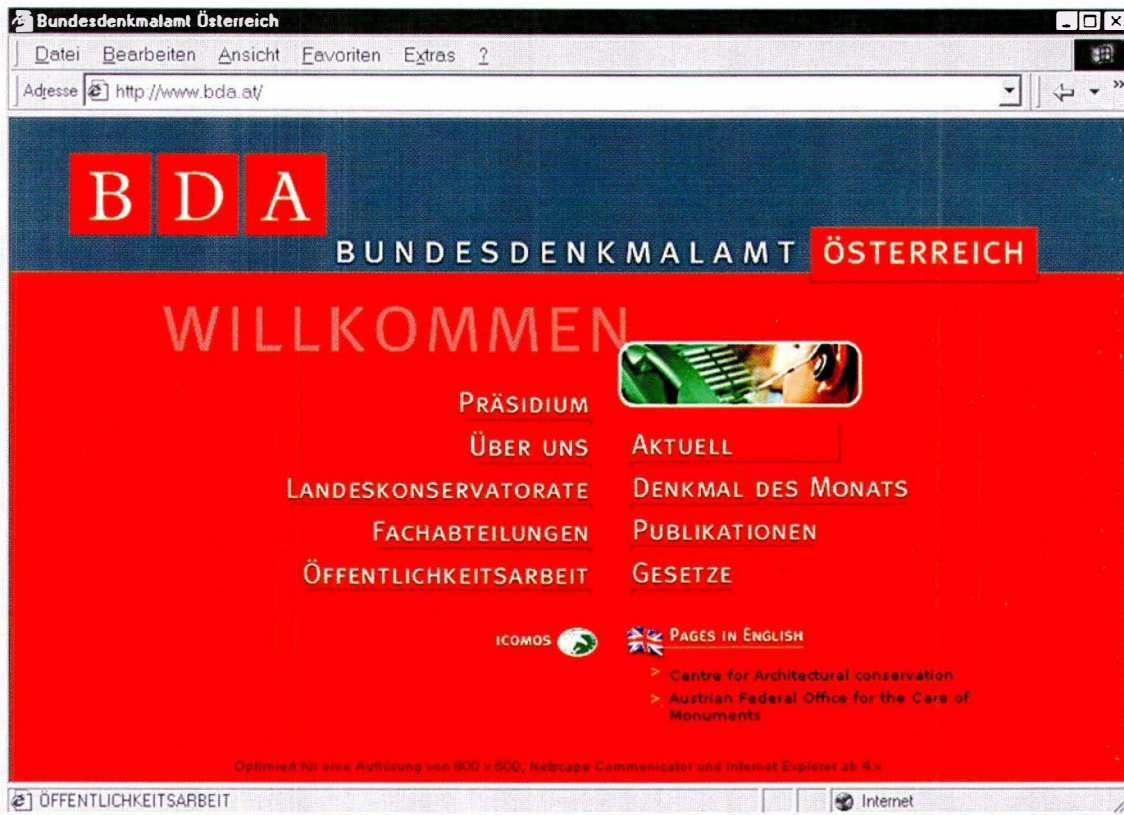 Bundesdenkmalamt Österreich
Datei Bearbeiten Ansicht Favoriten Extras ?
Adresse http://www.bda.at/
BDA
BUNDESDENKMALAMT ÖSTERREICH
WILLKOMMEN
PRÄSIDIUM
ÜBER UNS
LANDESKONSERVATORATE
FACHABTEILUNGEN
ÖFFENTLICHKEITSARBEIT
AKTUELL
DENKMAL DES MONATS
PUBLIKATIONEN
GESETZE
ICOMOS
PAGES IN ENGLISH
> Centre for Architectural conservation
> Austrian Federal Office for the Care of
Monuments
Optimiert für eine Auflösung von 800 x 600, Netscape Communicator und Internet Explorer ab 4.x
ÖFFENTLICHKEITSARBEIT
Internet